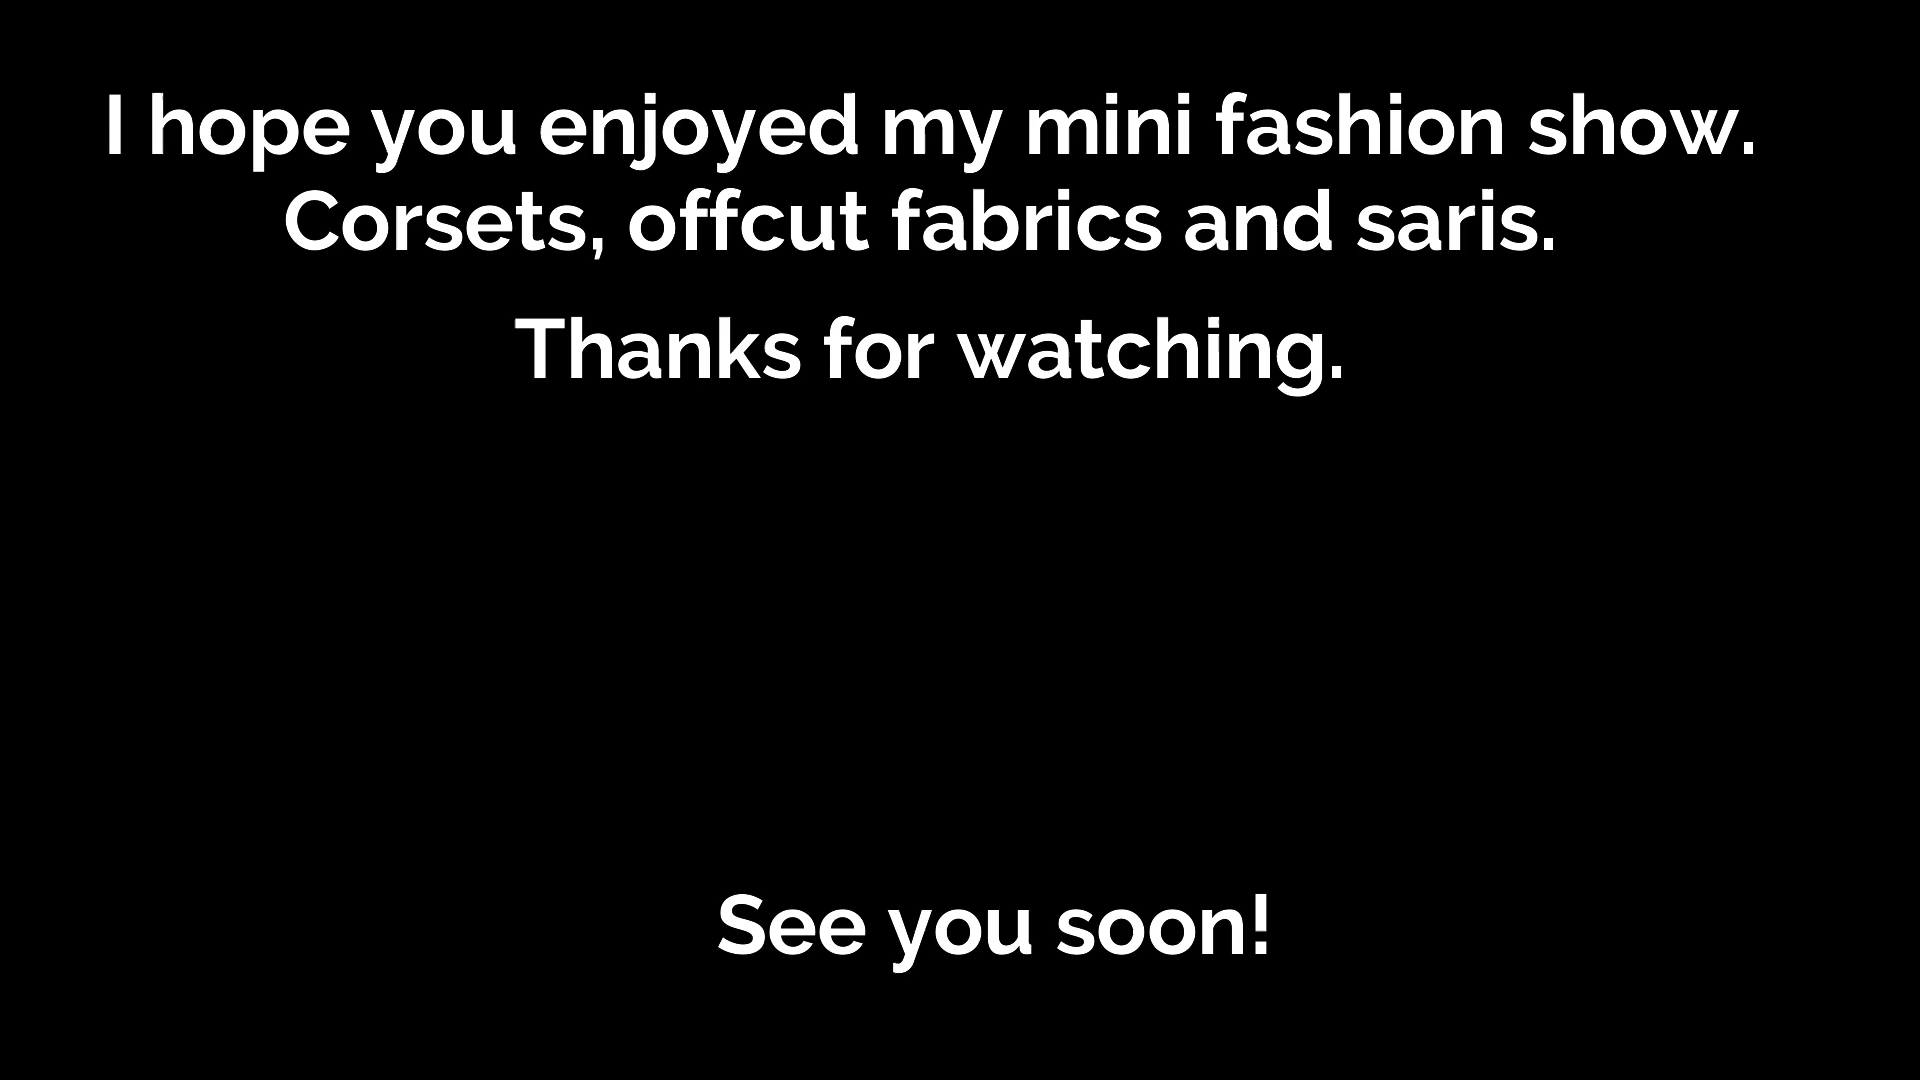 I hope you enjoyed my mini fashion show.
Corsets, offcut fabrics and saris.
Thanks for watching.
See you soon!